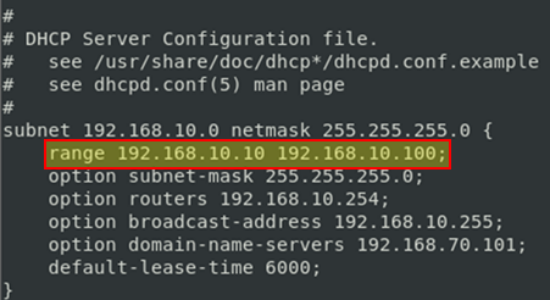 #
# DHCP Server Configuration file.
#   see /usr/share/doc/dhcp*/dhcpd.conf.example
#   see dhcpd.conf(5) man page
#
subnet 192.168.10.0 netmask 255.255.255.0 {
    range 192.168.10.10 192.168.10.100;
    option subnet-mask 255.255.255.0;
    option routers 192.168.10.254;
    option broadcast-address 192.168.10.255;
    option domain-name-servers 192.168.70.101;
    default-lease-time 6000;
}